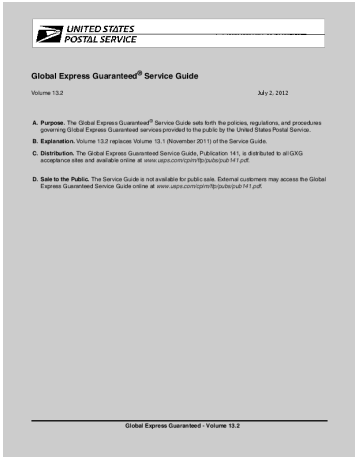 UNITED STATES
POSTAL SERVICE
Global Express Guaranteed® Service Guide
Volume 13.2 July 2, 2012
A. Purpose. The Global Express Guaranteed® Service Guide sets forth the policies, regulations, and procedures
governing Global Express Guaranteed services provided to the public by the United States Postal Service.
B. Explanation. Volume 13.2 replaces Volume 13.1 (November 2011) of the Service Guide.
C. Distribution. The Global Express Guaranteed Service Guide, Publication 141, is distributed to all GXG
acceptance sites and available online at www.usps.com/cpim/ftp/pubs/pub141.pdf.
D. Sale to the Public. The Service Guide is not available for public sale. External customers may access the Global
Express Guaranteed Service Guide online at www.usps.com/cpim/ftp/pubs/pub141.pdf.
Global Express Guaranteed - Volume 13.2